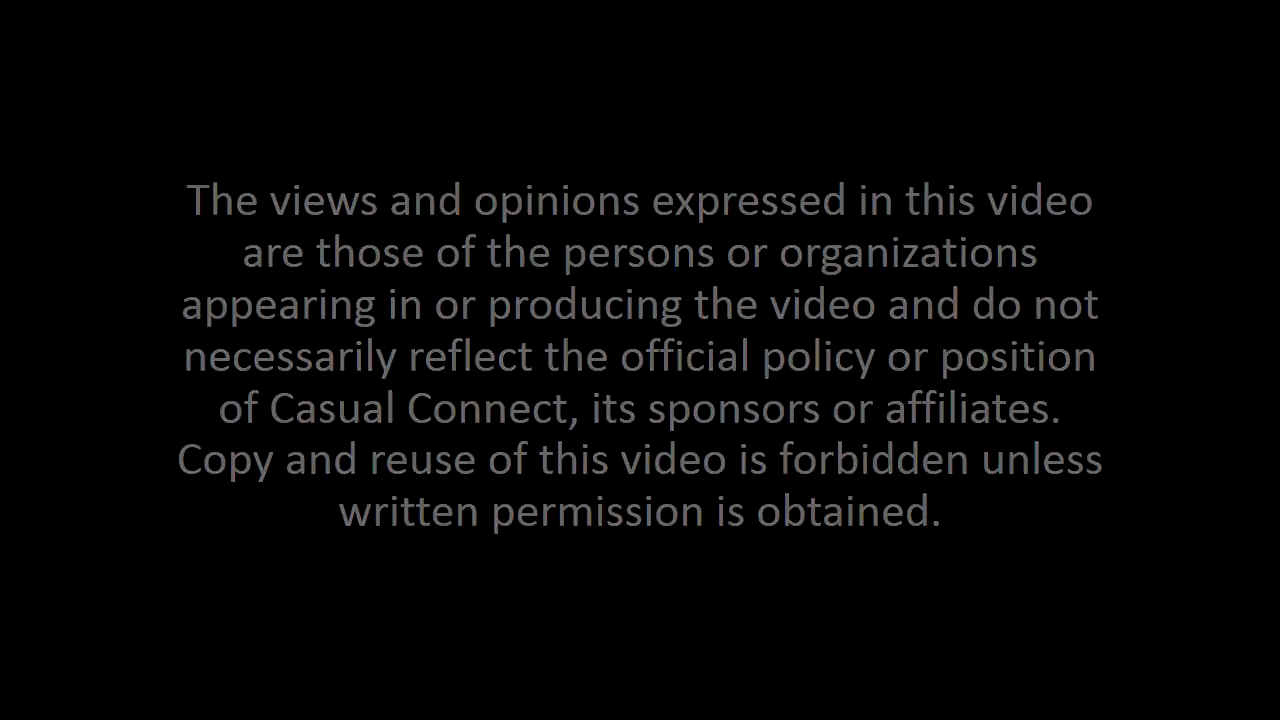 The views and opinions expressed in this video
are those of the persons or organizations
appearing in or producing the video and do not
necessarily reflect the official policy or position
of Casual Connect, its sponsors or affiliates.
Copy and reuse of this video is forbidden unless
written permission is obtained.